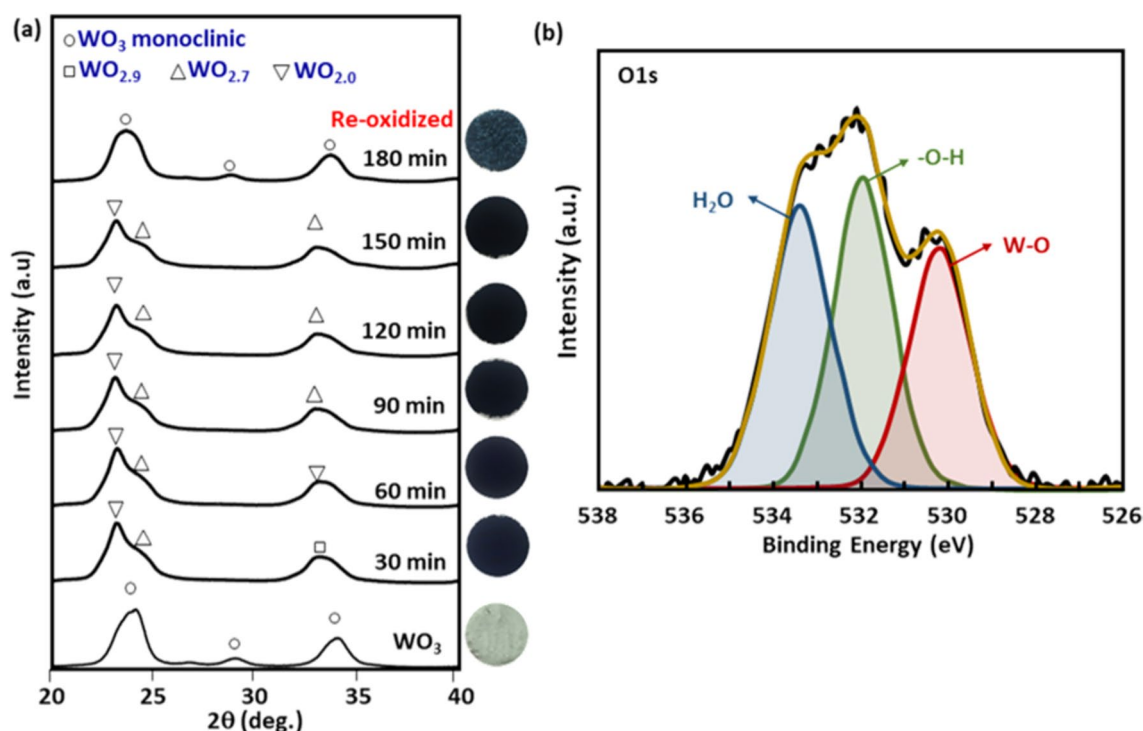 (a)
○ WO₃ monoclinic
□ WO₂.₉ △ WO₂.₇ ▽ WO₂.₀
Re-oxidized
180 min
150 min
120 min
90 min
60 min
30 min
WO₃
Intensity (a.u)
20 25 30 35 40
2θ (deg.)
(b)
O1s
H₂O
-O-H
W-O
Intensity (a.u.)
538 536 534 532 530 528 526
Binding Energy (eV)